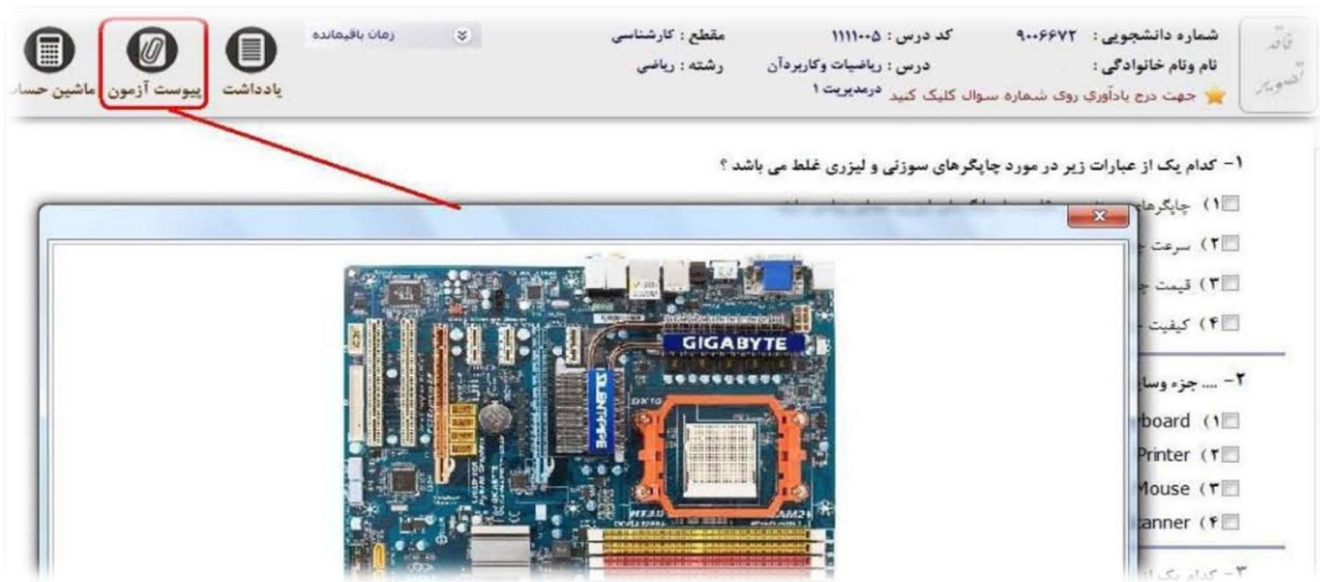 شماره دانشجویی : ۹۰۰۶۶۷۲ کد درس : ۱۱۱۱۰۰۵ مقطع : کارشناسی زمان باقیمانده
نام ونام خانوادگی : درس : ریاضیات وکاربردآن درمدیریت ۱ رشته : ریاضی
جهت درج یادآوری روی شماره سوال کلیک کنید
یادداشت پیوست آزمون ماشین حساب
فاقد
تصویر
۱- کدام یک از عبارات زیر در مورد چاپگرهای سوزنی و لیزری غلط می باشد ؟
۱) چاپگرهای
۲) سرعت
۳) قیمت
۴) کیفیت
GIGABYTE
۲- .... جزء
۱) board
۲) Printer
۳) Mouse
۴) canner
۳- کدام یک از